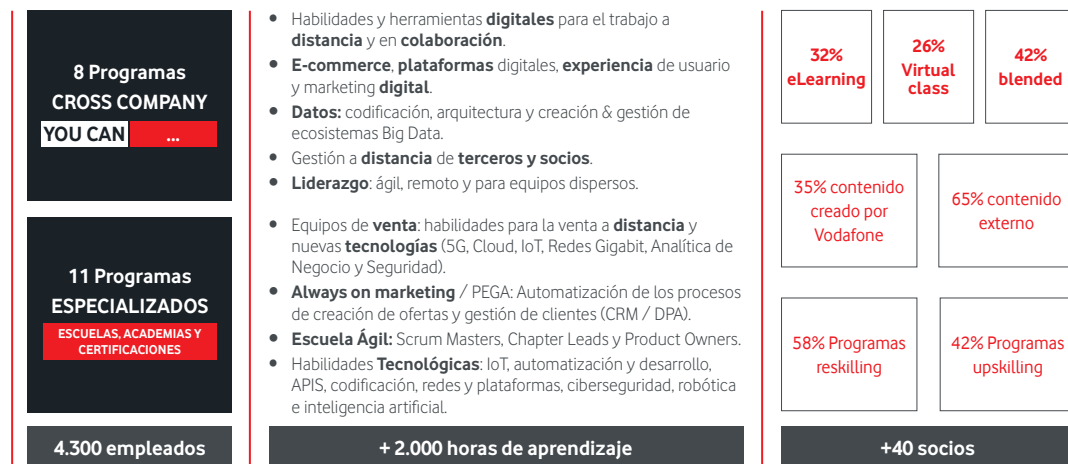 8 Programas
CROSS COMPANY
YOU CAN ...
• Habilidades y herramientas digitales para el trabajo a
distancia y en colaboración.
• E-commerce, plataformas digitales, experiencia de usuario
y marketing digital.
• Datos: codificación, arquitectura y creación & gestión de
ecosistemas Big Data.
• Gestión a distancia de terceros y socios.
• Liderazgo: ágil, remoto y para equipos dispersos.
32%
eLearning
26%
Virtual
class
42%
blended
35% contenido
creado por
Vodafone
65% contenido
externo
11 Programas
ESPECIALIZADOS
ESCUELAS, ACADEMIAS Y
CERTIFICACIONES
• Equipos de venta: habilidades para la venta a distancia y
nuevas tecnologías (5G, Cloud, IoT, Redes Gigabit, Analítica de
Negocio y Seguridad).
• Always on marketing / PEGA: Automatización de los procesos
de creación de ofertas y gestión de clientes (CRM / DPA).
• Escuela Ágil: Scrum Masters, Chapter Leads y Product Owners.
• Habilidades Tecnológicas: IoT, automatización y desarrollo,
APIS, codificación, redes y plataformas, ciberseguridad, robótica
e inteligencia artificial.
58% Programas
reskilling
42% Programas
upskilling
4.300 empleados
+ 2.000 horas de aprendizaje
+40 socios